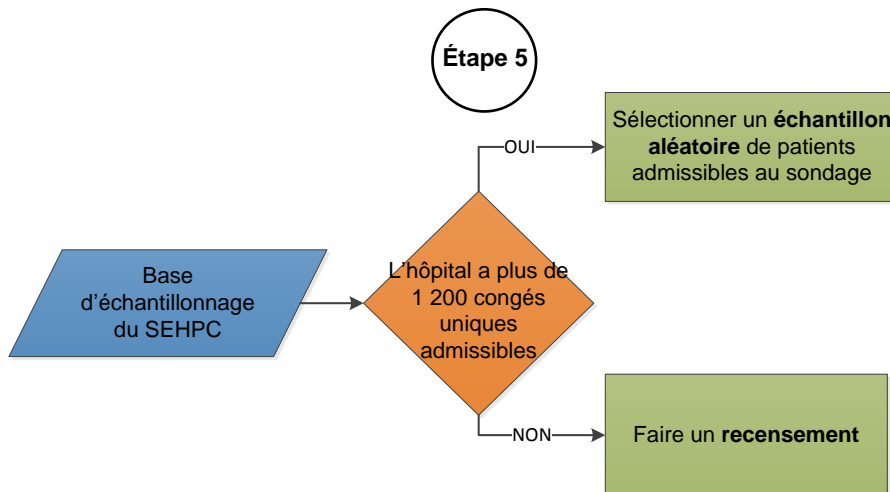 Étape 5
Sélectionner un échantillon
aléatoire de patients
admissibles au sondage
OUI
Base
d'échantillonnage
du SEHPC
L'hôpital a plus de
1 200 congés
uniques
admissibles
NON
Faire un recensement